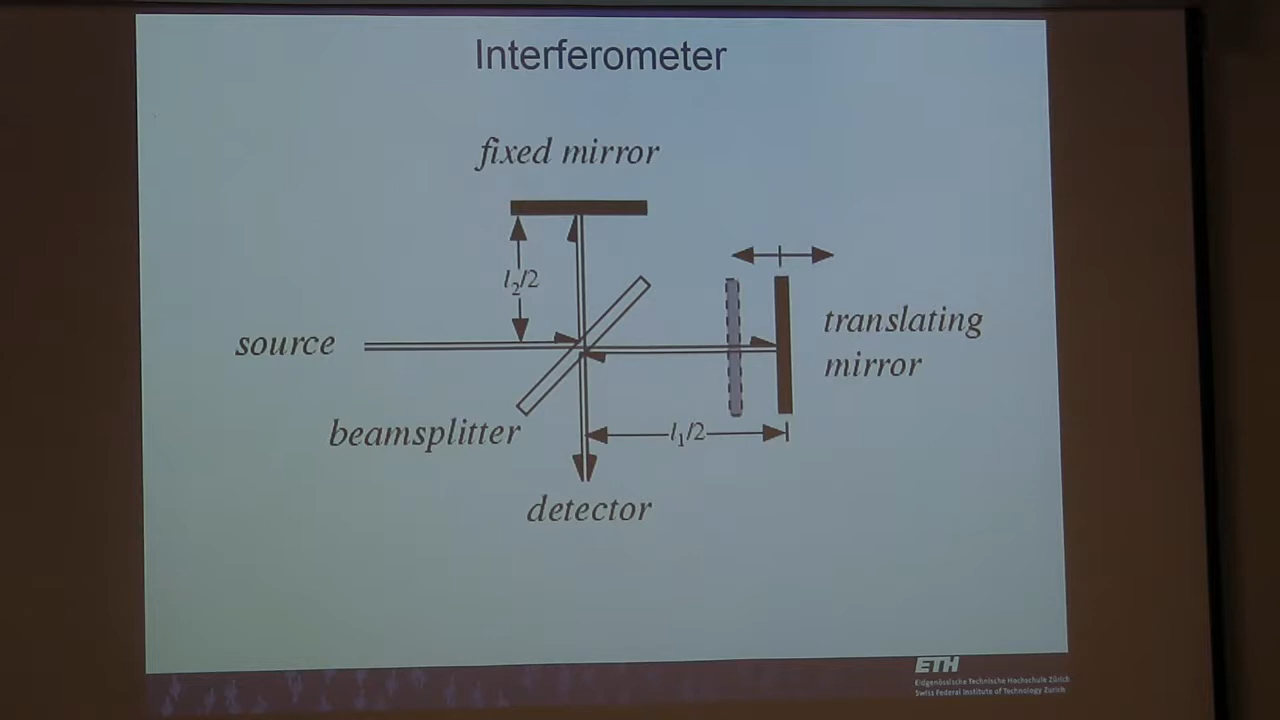 Interferometer
fixed mirror
l₂/2
source
translating
mirror
beamsplitter
l₁/2
detector
ETH
Eidgenössische Technische Hochschule Zürich
Swiss Federal Institute of Technology Zurich